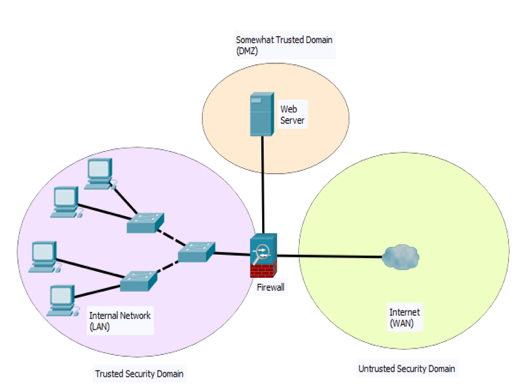 Somewhat Trusted Domain
(DMZ)
Web
Server
Firewall
Internal Network
(LAN)
Internet
(WAN)
Trusted Security Domain
Untrusted Security Domain